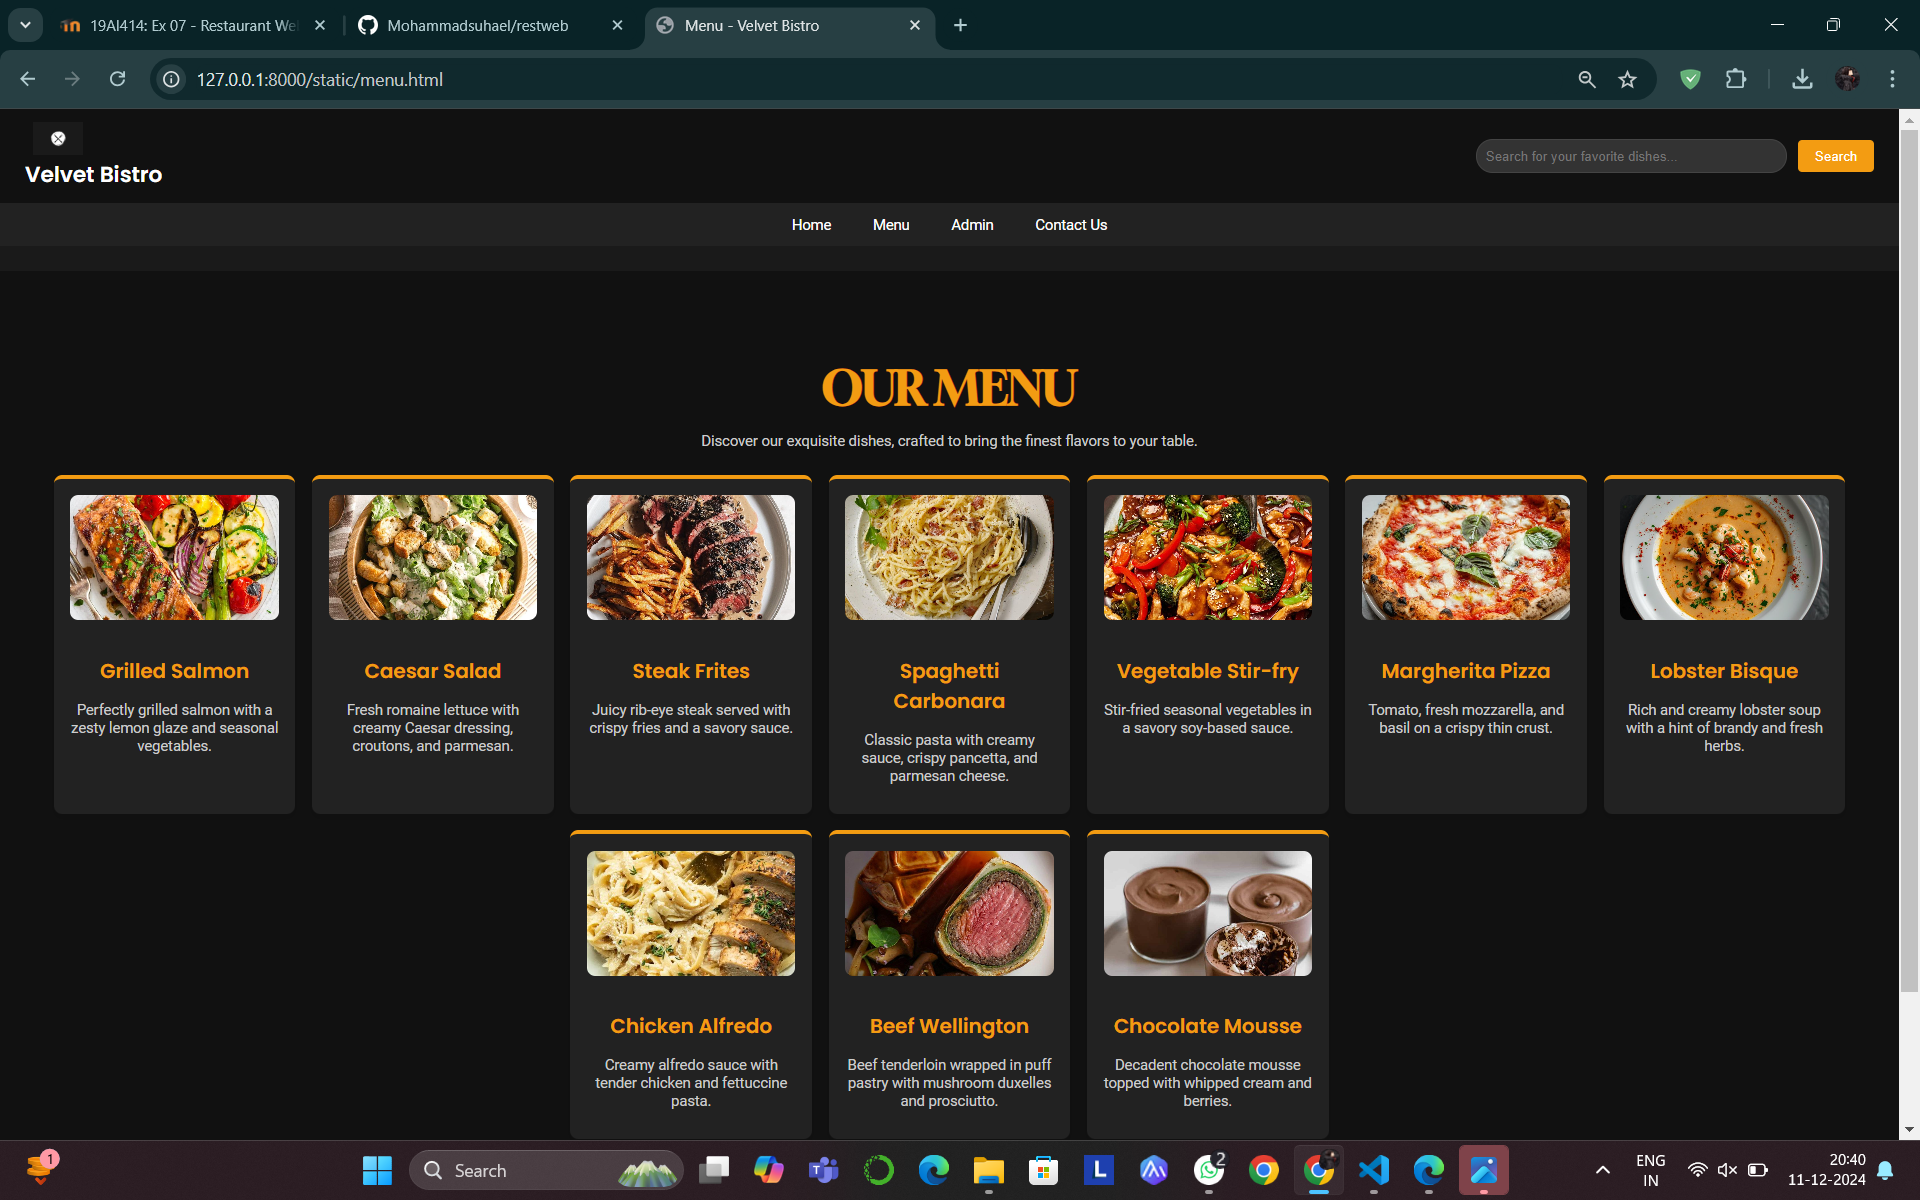 19AI414: Ex 07 - Restaurant We
Mohammadsuhael/restweb
Menu - Velvet Bistro
127.0.0.1:8000/static/menu.html
Velvet Bistro
Search for your favorite dishes...
Search
Home
Menu
Admin
Contact Us
OUR MENU
Discover our exquisite dishes, crafted to bring the finest flavors to your table.
Grilled Salmon
Perfectly grilled salmon with a
zesty lemon glaze and seasonal
vegetables.
Caesar Salad
Fresh romaine lettuce with
creamy Caesar dressing,
croutons, and parmesan.
Steak Frites
Juicy rib-eye steak served with
crispy fries and a savory sauce.
Spaghetti
Carbonara
Classic pasta with creamy
sauce, crispy pancetta, and
parmesan cheese.
Vegetable Stir-fry
Stir-fried seasonal vegetables in
a savory soy-based sauce.
Margherita Pizza
Tomato, fresh mozzarella, and
basil on a crispy thin crust.
Lobster Bisque
Rich and creamy lobster soup
with a hint of brandy and fresh
herbs.
Chicken Alfredo
Creamy alfredo sauce with
tender chicken and fettuccine
pasta.
Beef Wellington
Beef tenderloin wrapped in puff
pastry with mushroom duxelles
and prosciutto.
Chocolate Mousse
Decadent chocolate mousse
topped with whipped cream and
berries.
1
Search
L
2
ENG
IN
20:40
11-12-2024